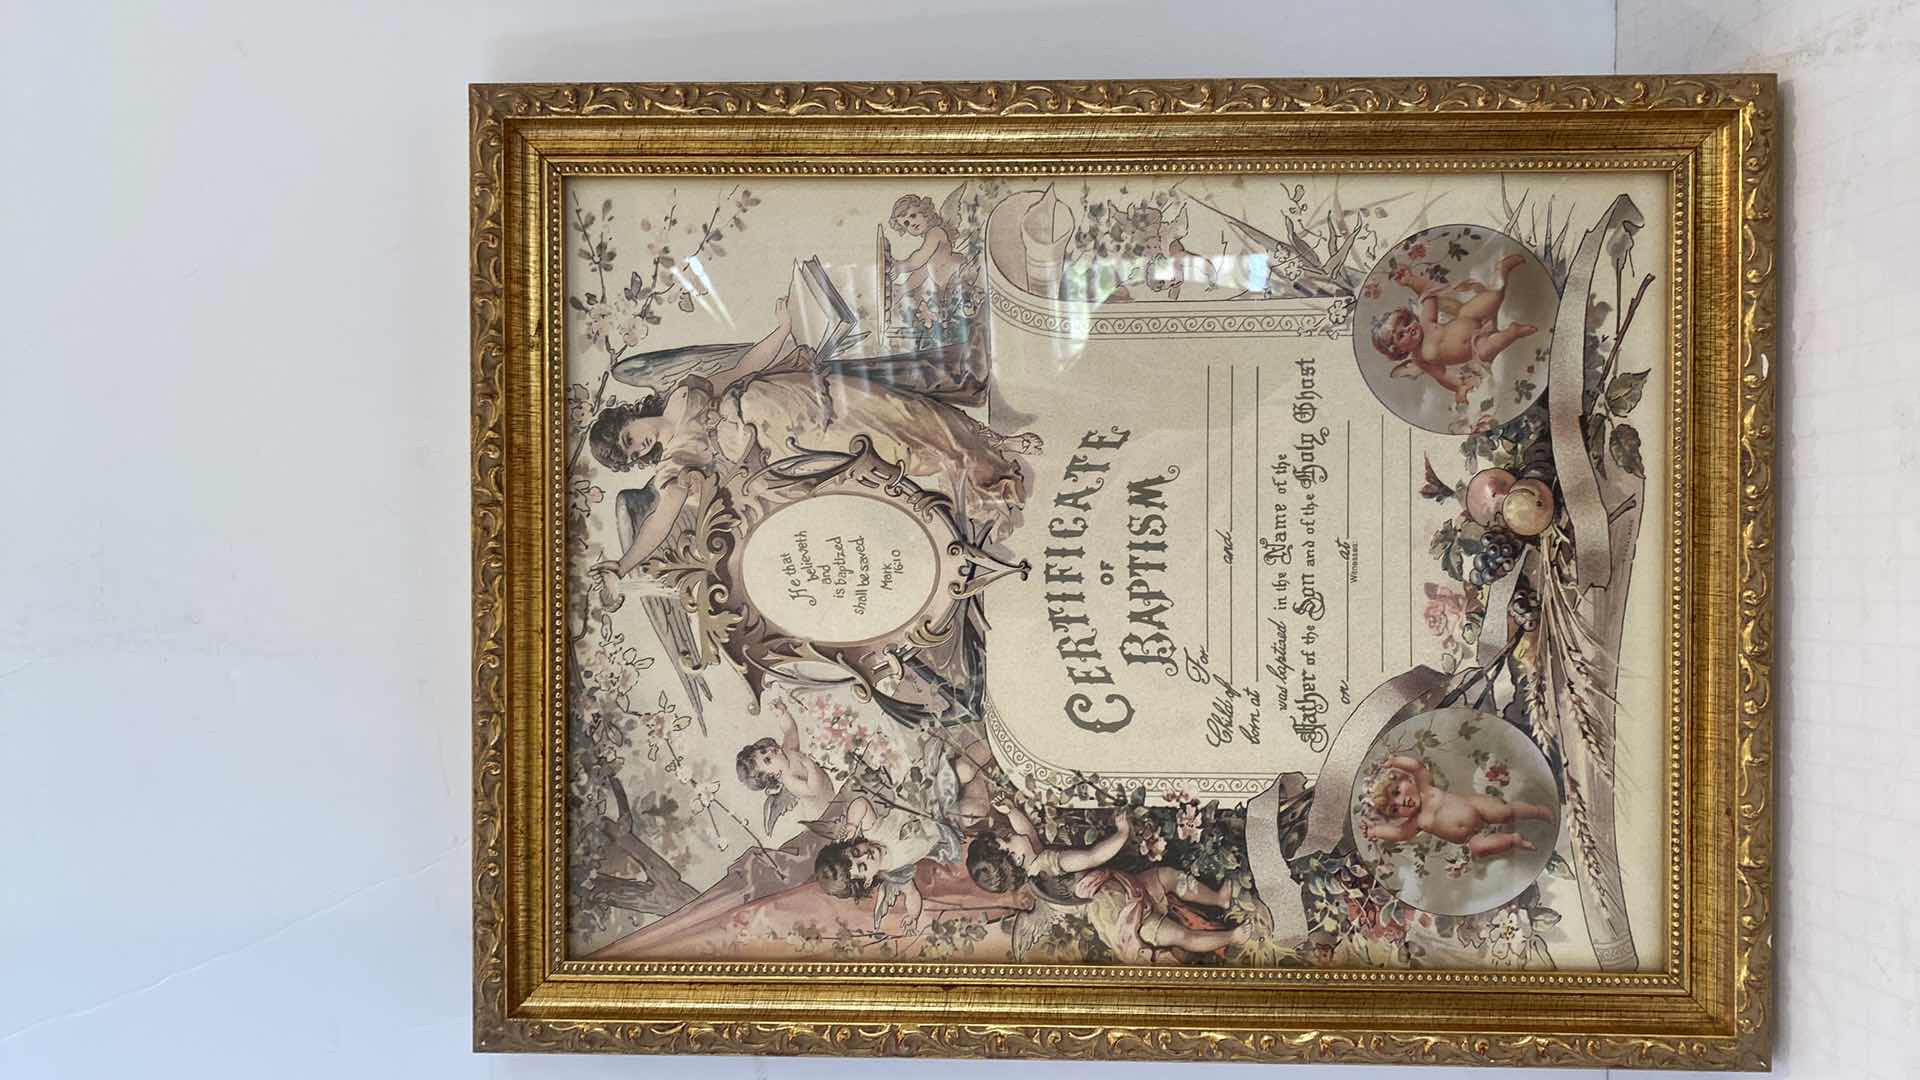 He that
believeth
and
is baptized
shall be saved.
Mark
16:10
CERTIFICATE
OF
BAPTISM
For
Child of and
born at
was baptized in the Name of the
Father of the Son and of the Holy Ghost
on at
Witnesses: